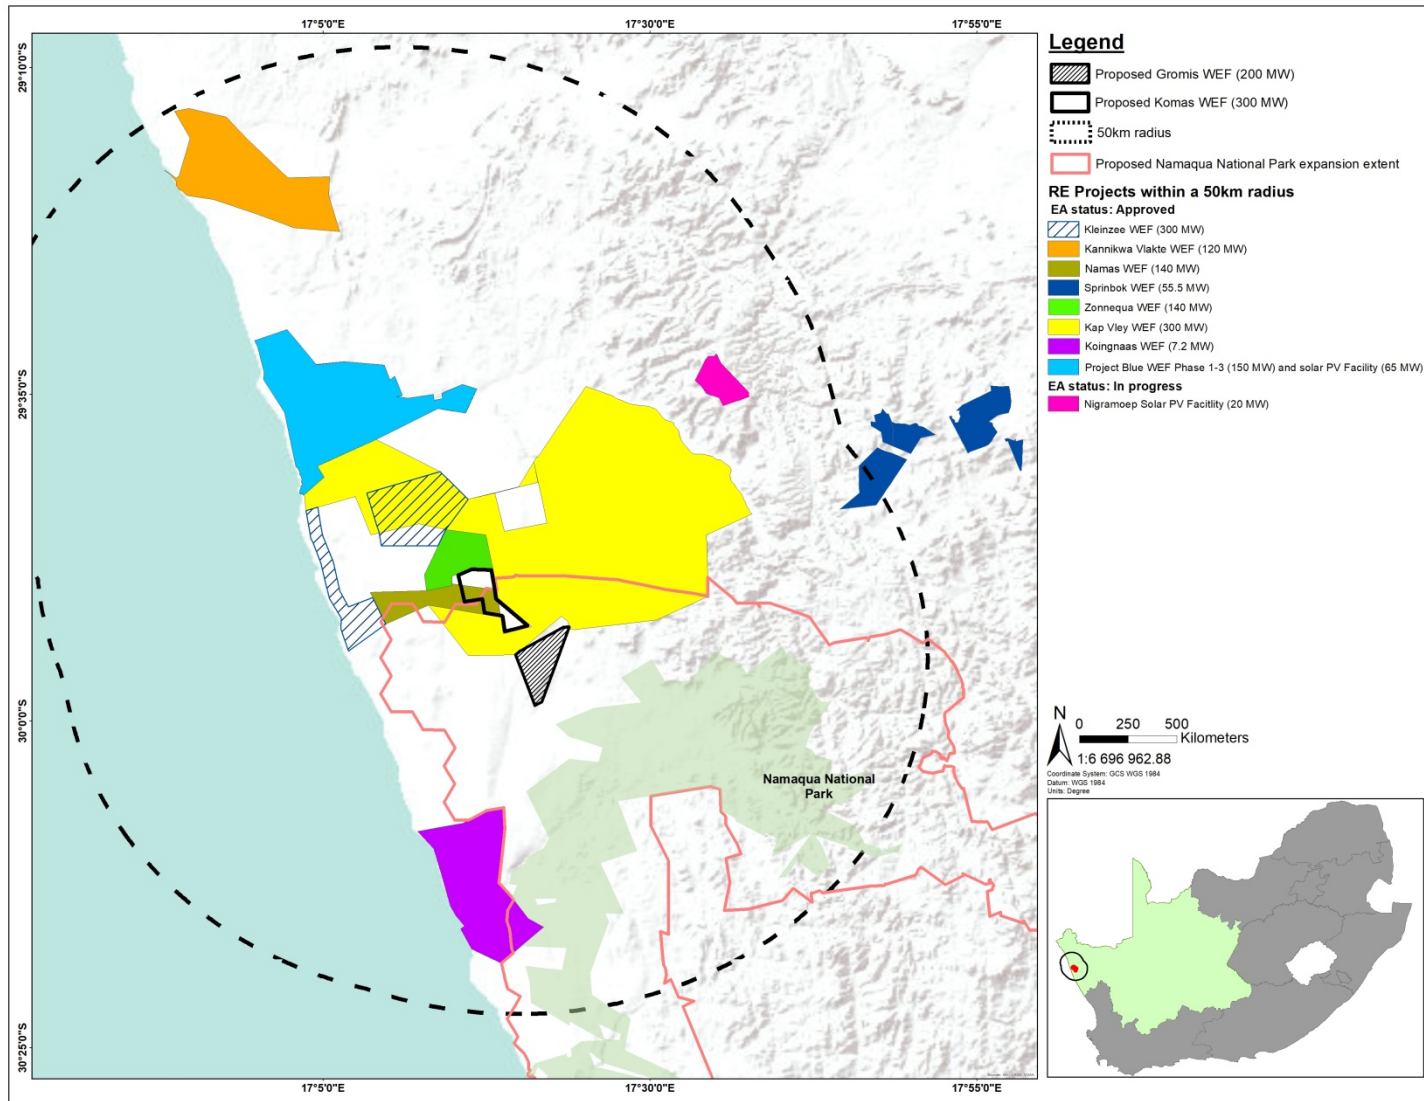 17°5'0"E
17°30'0"E
17°55'0"E
29°10'0"S
29°35'0"S
30°0'0"S
30°25'0"S
Namaqua National
Park
17°5'0"E
17°30'0"E
17°55'0"E
Legend
Proposed Gromis WEF (200 MW)
Proposed Komas WEF (300 MW)
50km radius
Proposed Namaqua National Park expansion extent
RE Projects within a 50km radius
EA status: Approved
Kleinzee WEF (300 MW)
Kannikwa Vlakte WEF (120 MW)
Namas WEF (140 MW)
Sprinbok WEF (55.5 MW)
Zonnequa WEF (140 MW)
Kap Vley WEF (300 MW)
Koingnaas WEF (7.2 MW)
Project Blue WEF Phase 1-3 (150 MW) and solar PV Facility (65 MW)
EA status: In progress
Nigramoep Solar PV Facitlity (20 MW)
N
0 250 500
Kilometers
1:6 696 962.88
Coordinate System: GCS WGS 1984
Datum: WGS 1984
Units: Degree